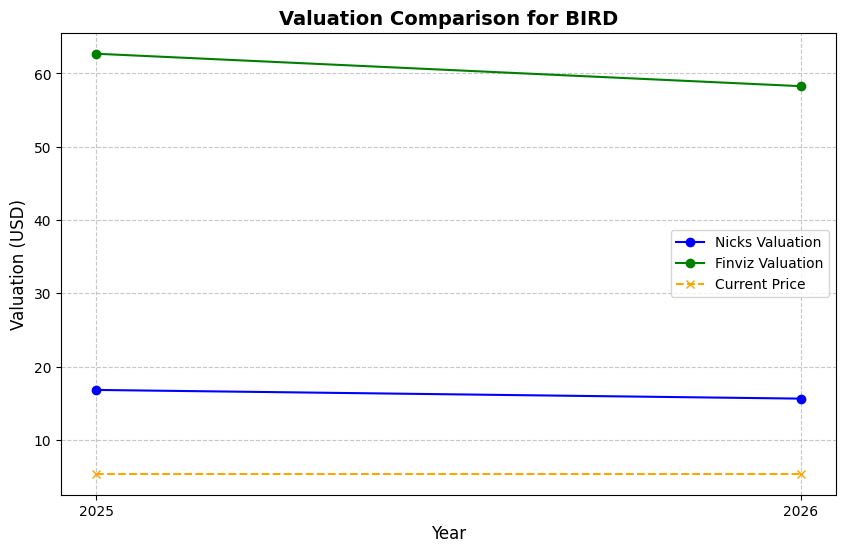 Valuation Comparison for BIRD
Valuation (USD)
60
50
40
30
20
10
Nicks Valuation
Finviz Valuation
Current Price
2025
2026
Year